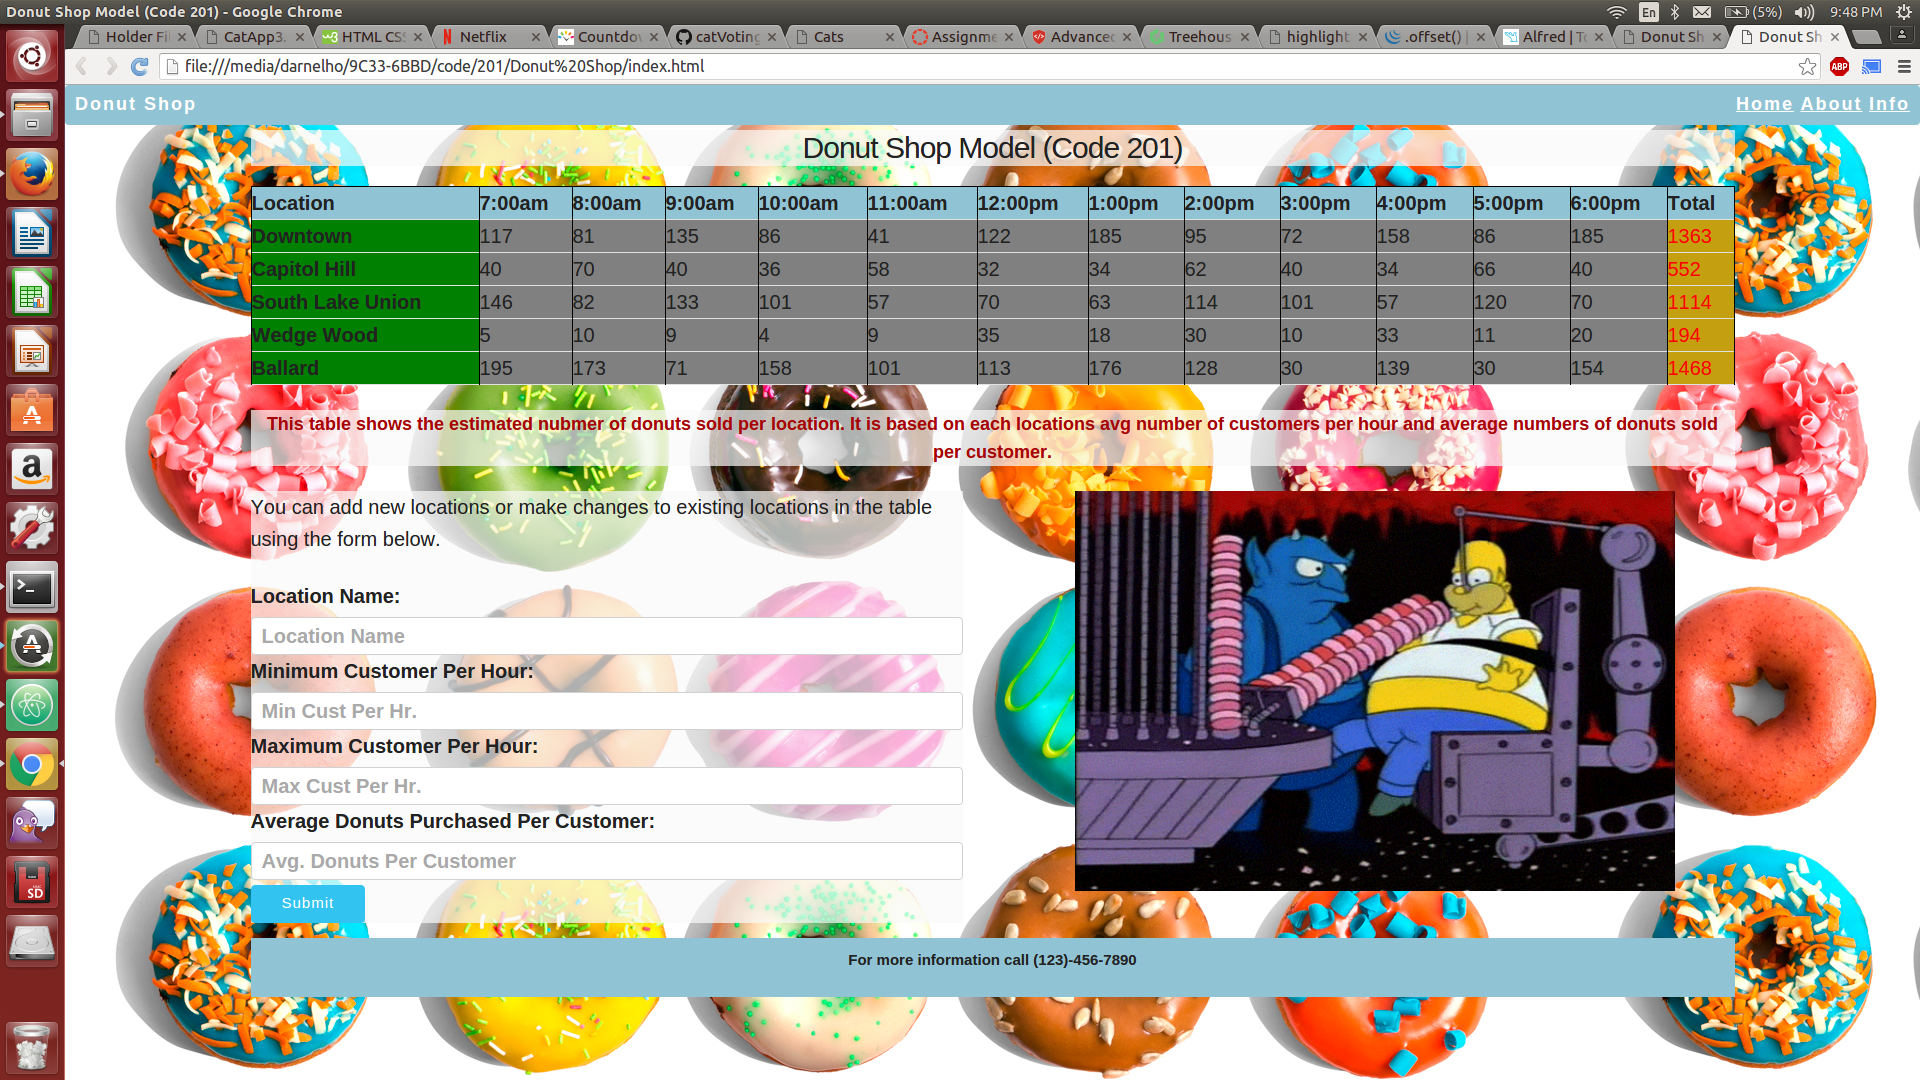 Donut Shop Model (Code 201) - Google Chrome
En (5%) 9:48 PM
Holder Fi CatApp3. HTML CSS Netflix Countdo catVoting Cats Assignme Advanced Treehous highlight .offset() | Alfred | To Donut Sh Donut Sh
file:///media/darnelho/9C33-6BBD/code/201/Donut%20Shop/index.html ABP
Donut Shop Home About Info
Donut Shop Model (Code 201)
Location 7:00am 8:00am 9:00am 10:00am 11:00am 12:00pm 1:00pm 2:00pm 3:00pm 4:00pm 5:00pm 6:00pm Total
Downtown 117 81 135 86 41 122 185 95 72 158 86 185 1363
Capitol Hill 40 70 40 36 58 32 34 62 40 34 66 40 552
South Lake Union 146 82 133 101 57 70 63 114 101 57 120 70 1114
Wedge Wood 5 10 9 4 9 35 18 30 10 33 11 20 194
Ballard 195 173 71 158 101 113 176 128 30 139 30 154 1468
This table shows the estimated nubmer of donuts sold per location. It is based on each locations avg number of customers per hour and average numbers of donuts sold
per customer.
You can add new locations or make changes to existing locations in the table
using the form below.
Location Name:
Location Name
Minimum Customer Per Hour:
Min Cust Per Hr.
Maximum Customer Per Hour:
Max Cust Per Hr.
Average Donuts Purchased Per Customer:
Avg. Donuts Per Customer
Submit
For more information call (123)-456-7890
SD